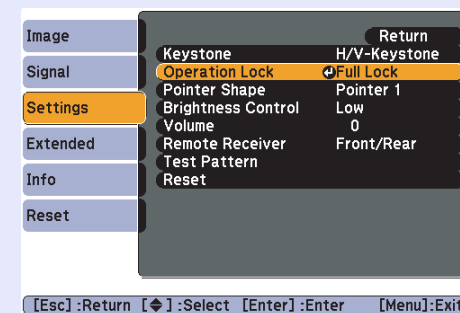 Image
Signal
Settings
Extended
Info
Reset
Return
Keystone H/V-Keystone
Operation Lock Full Lock
Pointer Shape Pointer 1
Brightness Control Low
Volume 0
Remote Receiver Front/Rear
Test Pattern
Reset
[Esc] :Return [◆] :Select [Enter] :Enter [Menu]:Exit